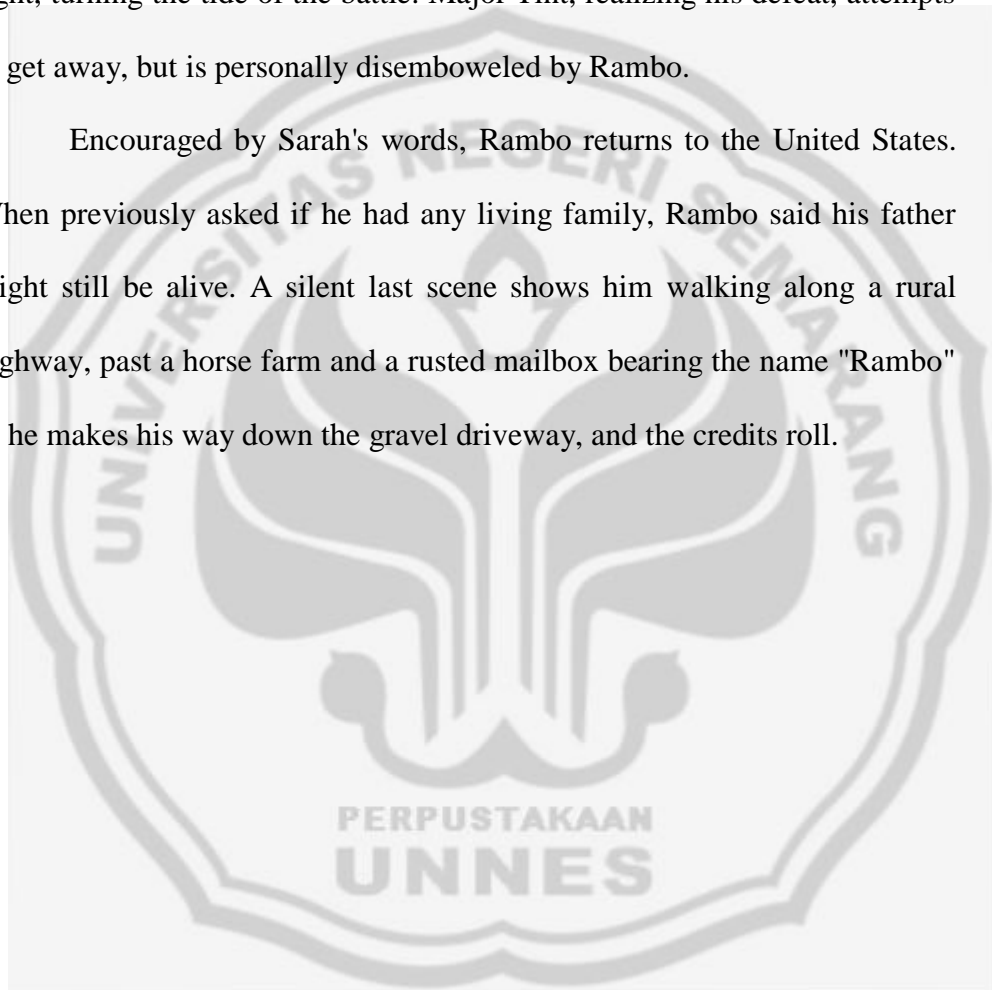 turning the tide of the battle. Major Tint, realizing his defeat, attempts
get away, but is personally disemboweled by Rambo.
Encouraged by Sarah's words, Rambo returns to the United States.
hen previously asked if he had any living family, Rambo said his father
ight still be alive. A silent last scene shows him walking along a rural
ghway, past a horse farm and a rusted mailbox bearing the name "Rambo"
he makes his way down the gravel driveway, and the credits roll.
UNIVERSITAS NEGERI SEMARANG
PERPUSTAKAAN
UNNES